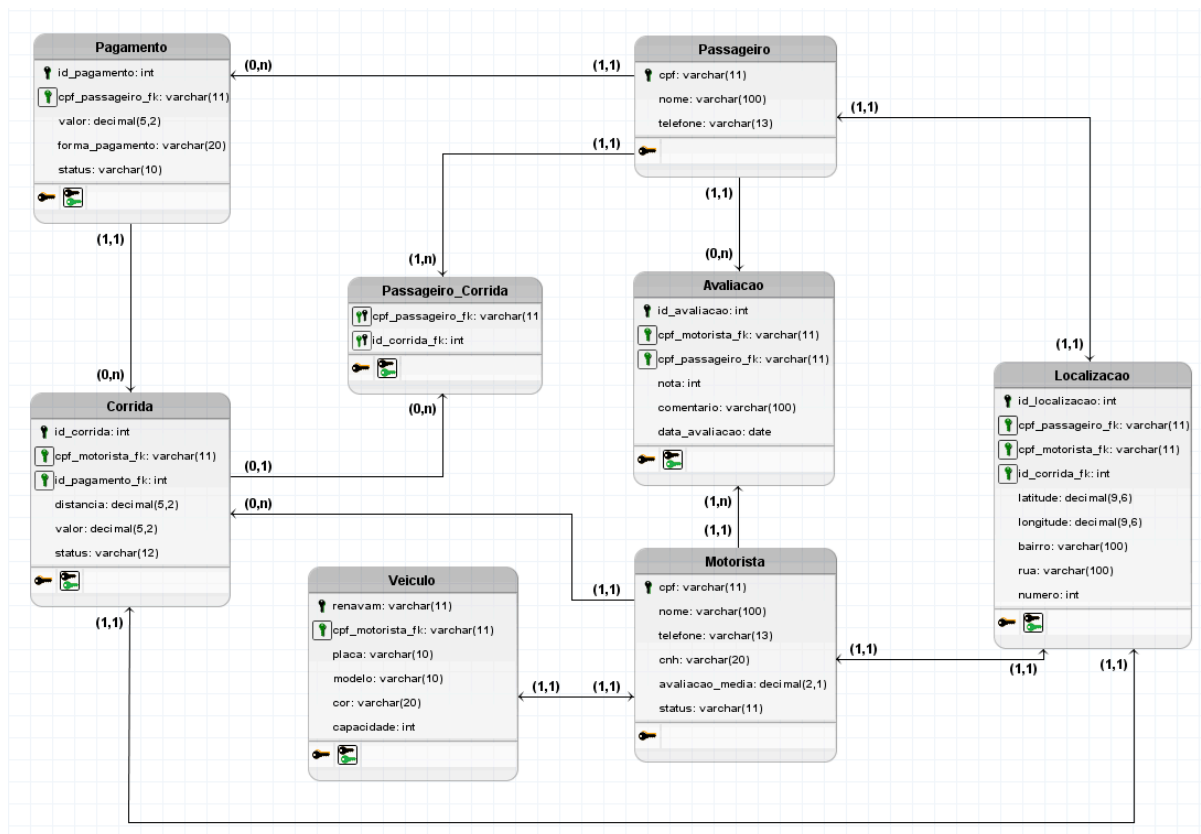 Pagamento
id_pagamento: int
cpf_passageiro_fk: varchar(11)
valor: decimal(5,2)
forma_pagamento: varchar(20)
status: varchar(10)
(0,n)
(1,1)
Passageiro
cpf: varchar(11)
nome: varchar(100)
telefone: varchar(13)
(1,1)
(1,1)
(1,1)
(1,1)
(1,n)
(0,n)
Passageiro_Corrida
cpf_passageiro_fk: varchar(11
id_corrida_fk: int
(0,n)
Avaliacao
id_avaliacao: int
cpf_motorista_fk: varchar(11)
cpf_passageiro_fk: varchar(11)
nota: int
comentario: varchar(100)
data_avaliacao: date
(1,n)
(1,1)
(1,1)
Localizacao
id_localizacao: int
cpf_passageiro_fk: varchar(11)
cpf_motorista_fk: varchar(11)
id_corrida_fk: int
latitude: decimal(9,6)
longitude: decimal(9,6)
bairro: varchar(100)
rua: varchar(100)
numero: int
(0,n)
Corrida
id_corrida: int
cpf_motorista_fk: varchar(11)
id_pagamento_fk: int
distancia: decimal(5,2)
valor: decimal(5,2)
status: varchar(12)
(0,1)
(0,n)
(1,1)
(1,1)
Veiculo
renavam: varchar(11)
cpf_motorista_fk: varchar(11)
placa: varchar(10)
modelo: varchar(10)
cor: varchar(20)
capacidade: int
(1,1)
(1,1)
Motorista
cpf: varchar(11)
nome: varchar(100)
telefone: varchar(13)
cnh: varchar(20)
avaliacao_media: decimal(2,1)
status: varchar(11)
(1,1)
(1,1)
(1,1)